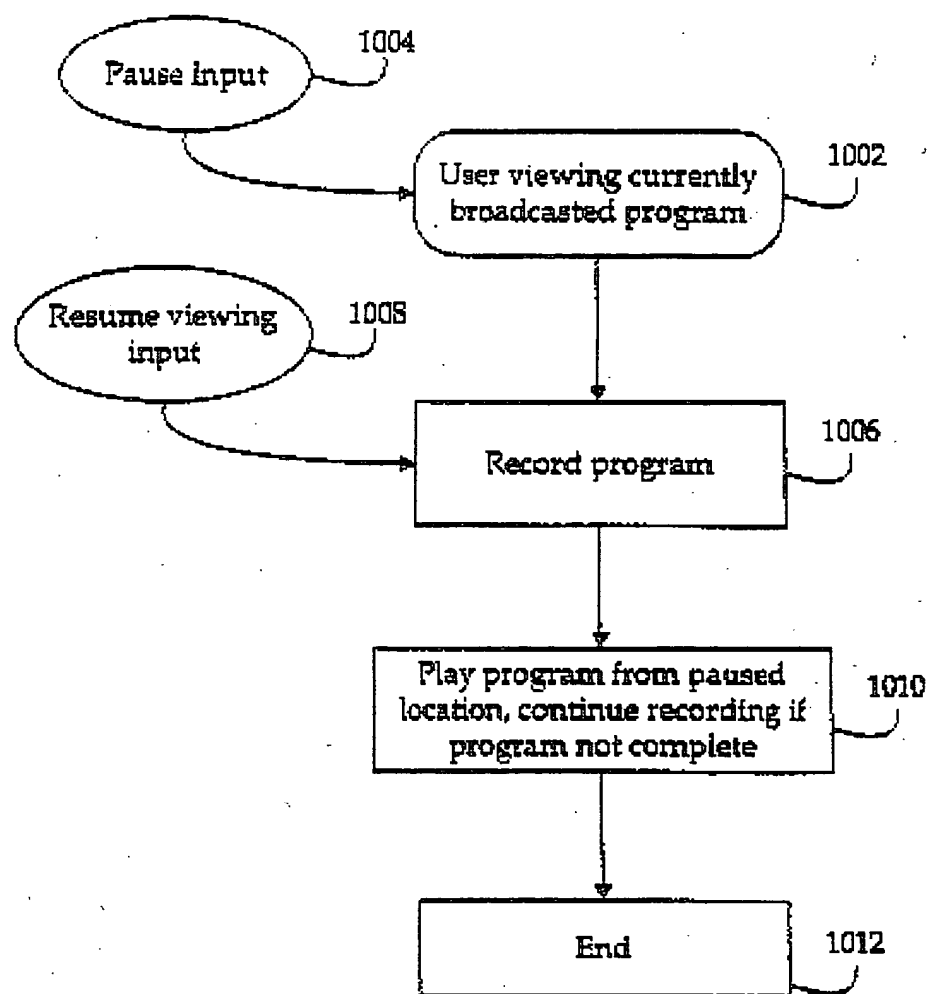 1004
Pause input
1002
User viewing currently
broadcasted program
Resume viewing
input
1008
1006
Record program
Play program from paused
location, continue recording if
program not complete
1010
End
1012